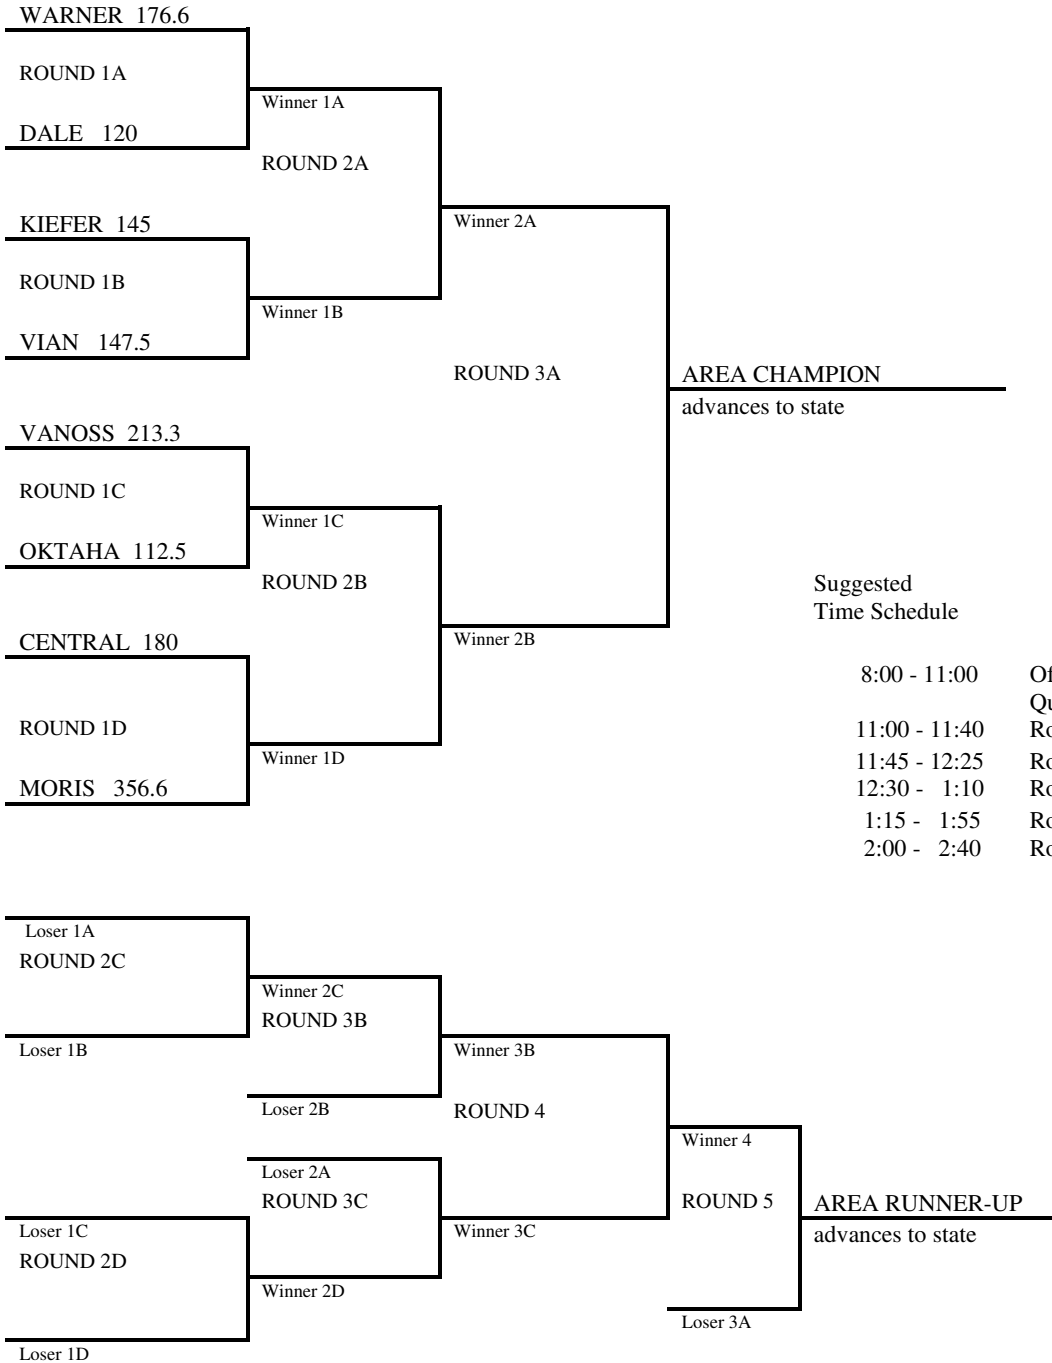 WARNER 176.6
ROUND 1A
Winner 1A
DALE 120
ROUND 2A
KIEFER 145
Winner 2A
ROUND 1B
Winner 1B
VIAN 147.5
ROUND 3A
AREA CHAMPION
advances to state
VANOSS 213.3
ROUND 1C
Winner 1C
OKTAHA 112.5
ROUND 2B
Suggested
Time Schedule
CENTRAL 180
Winner 2B
8:00 - 11:00
ROUND 1D
11:00 - 11:40
Winner 1D
11:45 - 12:25
MORIS 356.6
12:30 - 1:10
1:15 - 1:55
2:00 - 2:40
Loser 1A
ROUND 2C
Winner 2C
ROUND 3B
Loser 1B
Winner 3B
Loser 2B
ROUND 4
Winner 4
Loser 2A
ROUND 3C
ROUND 5
AREA RUNNER-UP
Loser 1C
Winner 3C
advances to state
ROUND 2D
Winner 2D
Loser 3A
Loser 1D